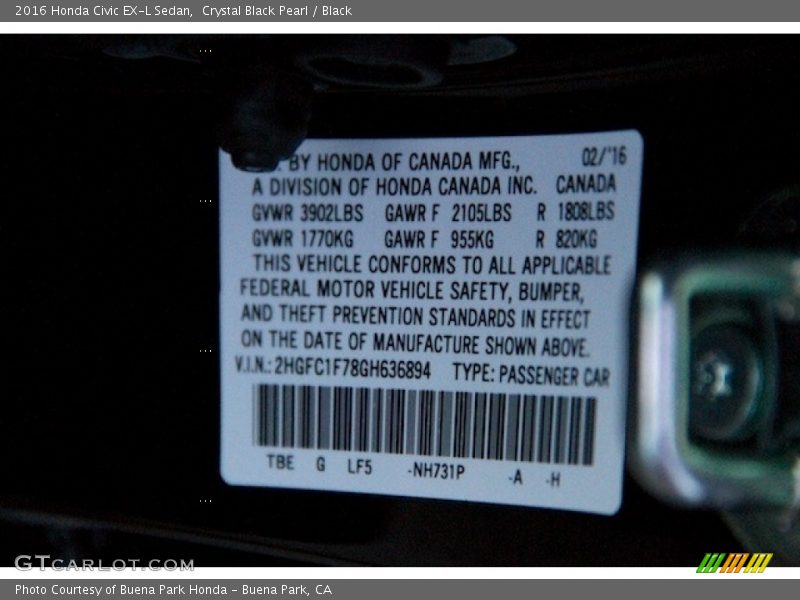 2016 Honda Civic EX-L Sedan,  Crystal Black Pearl / Black
BY HONDA OF CANADA MFG., 02/'16
A DIVISION OF HONDA CANADA INC. CANADA
GVWR 3902LBS GAWR F 2105LBS R 1808LBS
GVWR 1770KG GAWR F 955KG R 820KG
THIS VEHICLE CONFORMS TO ALL APPLICABLE
FEDERAL MOTOR VEHICLE SAFETY, BUMPER,
AND THEFT PREVENTION STANDARDS IN EFFECT
ON THE DATE OF MANUFACTURE SHOWN ABOVE.
V.I.N.: 2HGFC1F78GH636894 TYPE: PASSENGER CAR
TBE G LF5 -NH731P -A -H
GTCARLOT.COM
Photo Courtesy of Buena Park Honda - Buena Park, CA